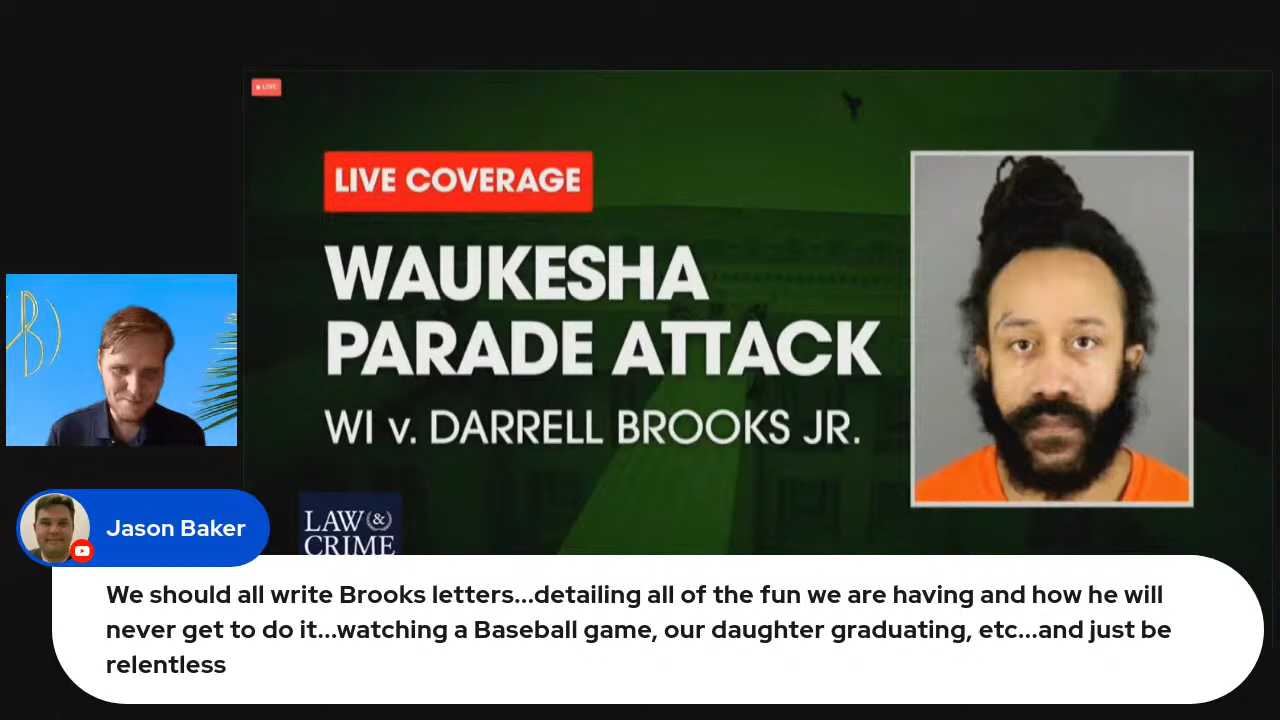 LIVE
LIVE COVERAGE
WAUKESHA
PARADE ATTACK
WI v. DARRELL BROOKS JR.
B)
LAW&
CRIME
Jason Baker
We should all write Brooks letters...detailing all of the fun we are having and how he will
never get to do it...watching a Baseball game, our daughter graduating, etc...and just be
relentless